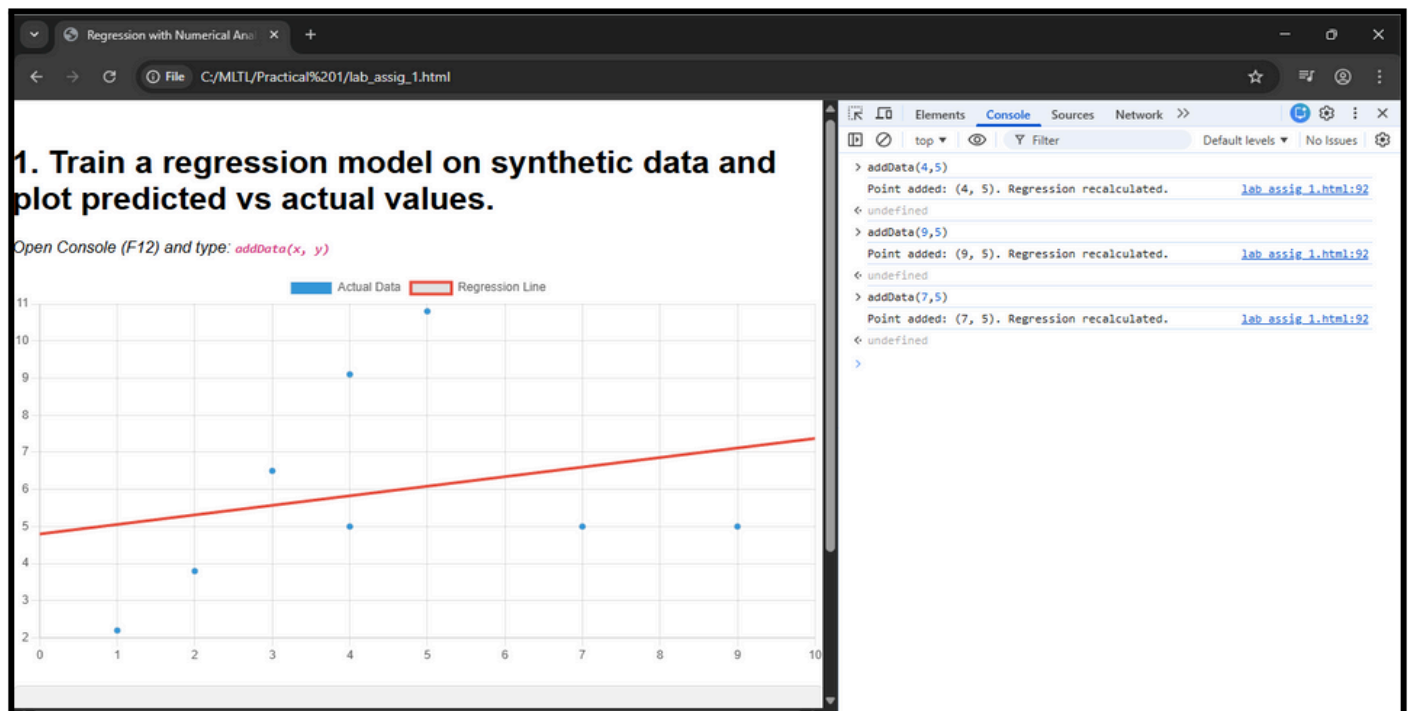 Regression with Numerical Ana
File C:/MLTL/Practical%201/lab_assig_1.html
1. Train a regression model on synthetic data and
plot predicted vs actual values.
Open Console (F12) and type: addData(x, y)
Actual Data Regression Line
11
10
9
8
7
6
5
4
3
2
0 1 2 3 4 5 6 7 8 9 10
Elements Console Sources Network
top Filter Default levels No Issues
addData(4,5)
Point added: (4, 5). Regression recalculated. lab_assig_1.html:92
undefined
addData(9,5)
Point added: (9, 5). Regression recalculated. lab_assig_1.html:92
undefined
addData(7,5)
Point added: (7, 5). Regression recalculated. lab_assig_1.html:92
undefined